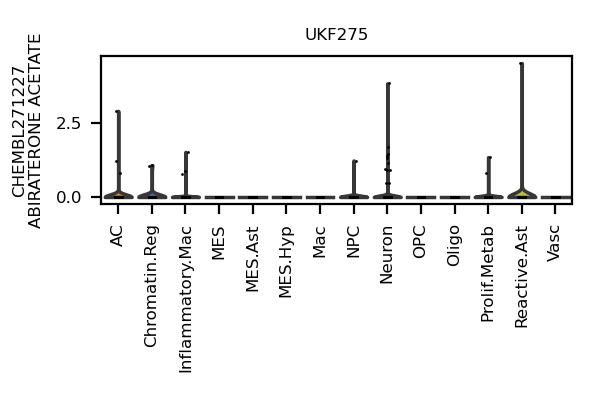 UKF275
CHEMBL271227
ABIRATERONE ACETATE
2.5
0.0
AC
Chromatin.Reg
Inflammatory.Mac
MES
MES.Ast
MES.Hyp
Mac
NPC
Neuron
OPC
Oligo
Prolif.Metab
Reactive.Ast
Vasc